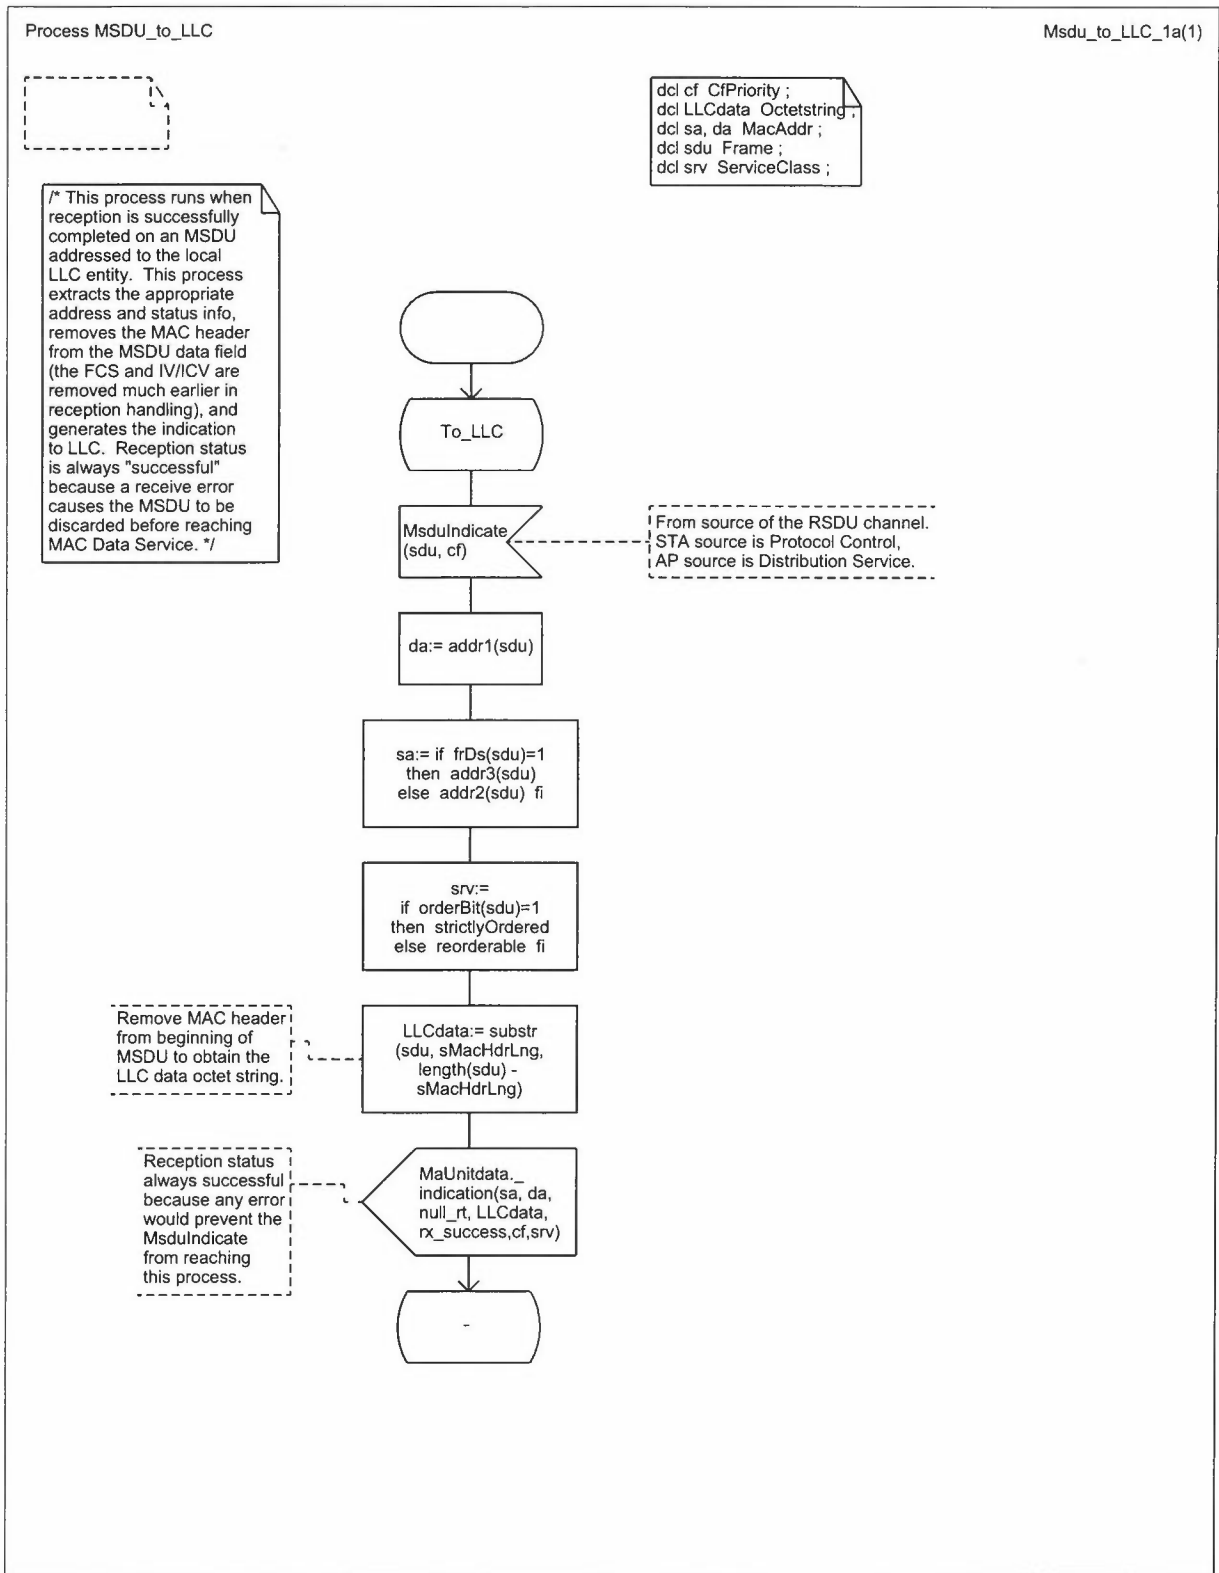 Process MSDU_to_LLC
Msdu_to_LLC_1a(1)
dcl cf CfPriority ;
dcl LLCdata Octetstring ;
dcl sa, da MacAddr ;
dcl sdu Frame ;
dcl srv ServiceClass ;
/* This process runs when
reception is successfully
completed on an MSDU
addressed to the local
LLC entity. This process
extracts the appropriate
address and status info,
removes the MAC header
from the MSDU data field
(the FCS and IV/ICV are
removed much earlier in
reception handling), and
generates the indication
to LLC. Reception status
is always "successful"
because a receive error
causes the MSDU to be
discarded before reaching
MAC Data Service. */
To_LLC
MsduIndicate
(sdu, cf)
From source of the RSDU channel.
STA source is Protocol Control,
AP source is Distribution Service.
da:= addr1(sdu)
sa:= if frDs(sdu)=1
then addr3(sdu)
else addr2(sdu) fi
srv:=
if orderBit(sdu)=1
then strictlyOrdered
else reorderable fi
Remove MAC header
from beginning of
MSDU to obtain the
LLC data octet string.
LLCdata:= substr
(sdu, sMacHdrLng,
length(sdu) -
sMacHdrLng)
Reception status
always successful
because any error
would prevent the
MsduIndicate
from reaching
this process.
MaUnitdata._
indication(sa, da,
null_rt, LLCdata,
rx_success,cf,srv)
-